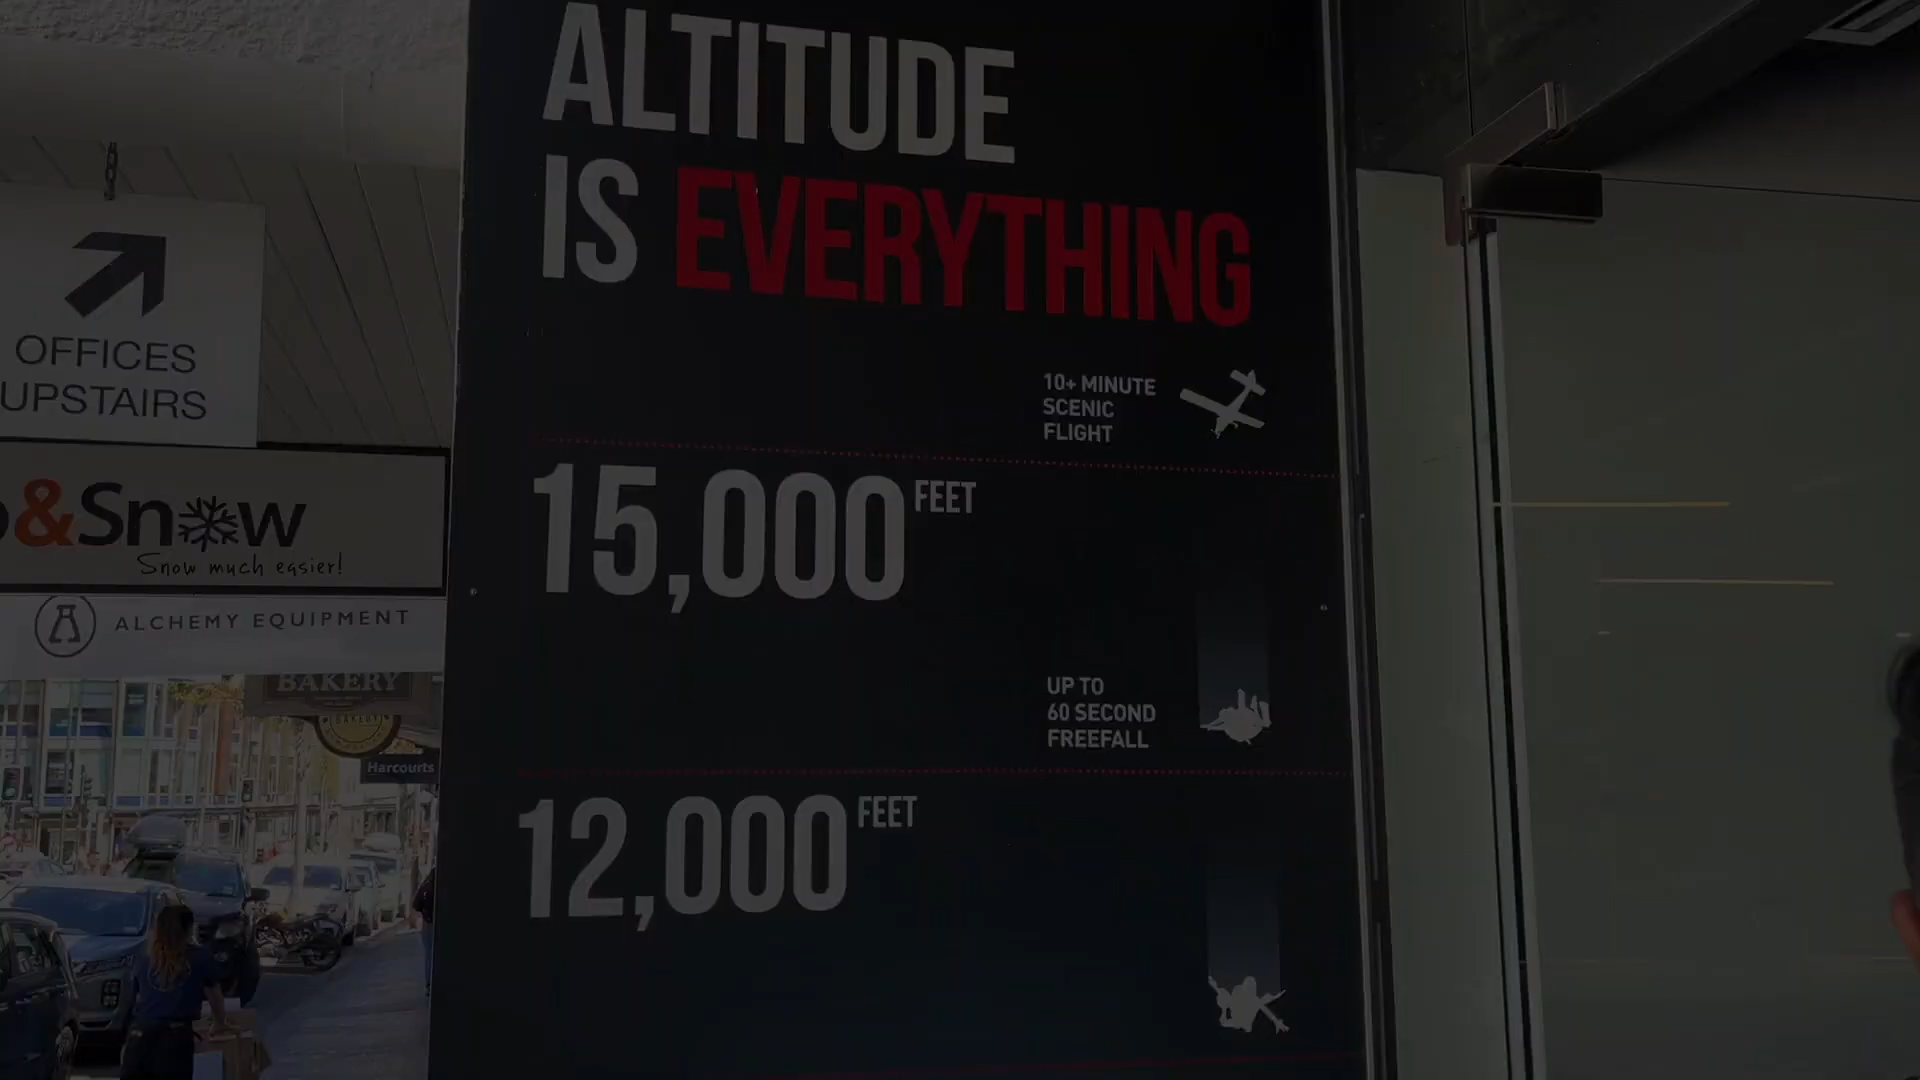 ALTITUDE
IS EVERYTHING
10+ MINUTE
SCENIC
FLIGHT
15,000 FEET
UP TO
60 SECOND
FREEFALL
12,000 FEET
OFFICES
UPSTAIRS
&Snow
Snow much easier!
ALCHEMY EQUIPMENT
BAKERY
BAKERY
Harcourts